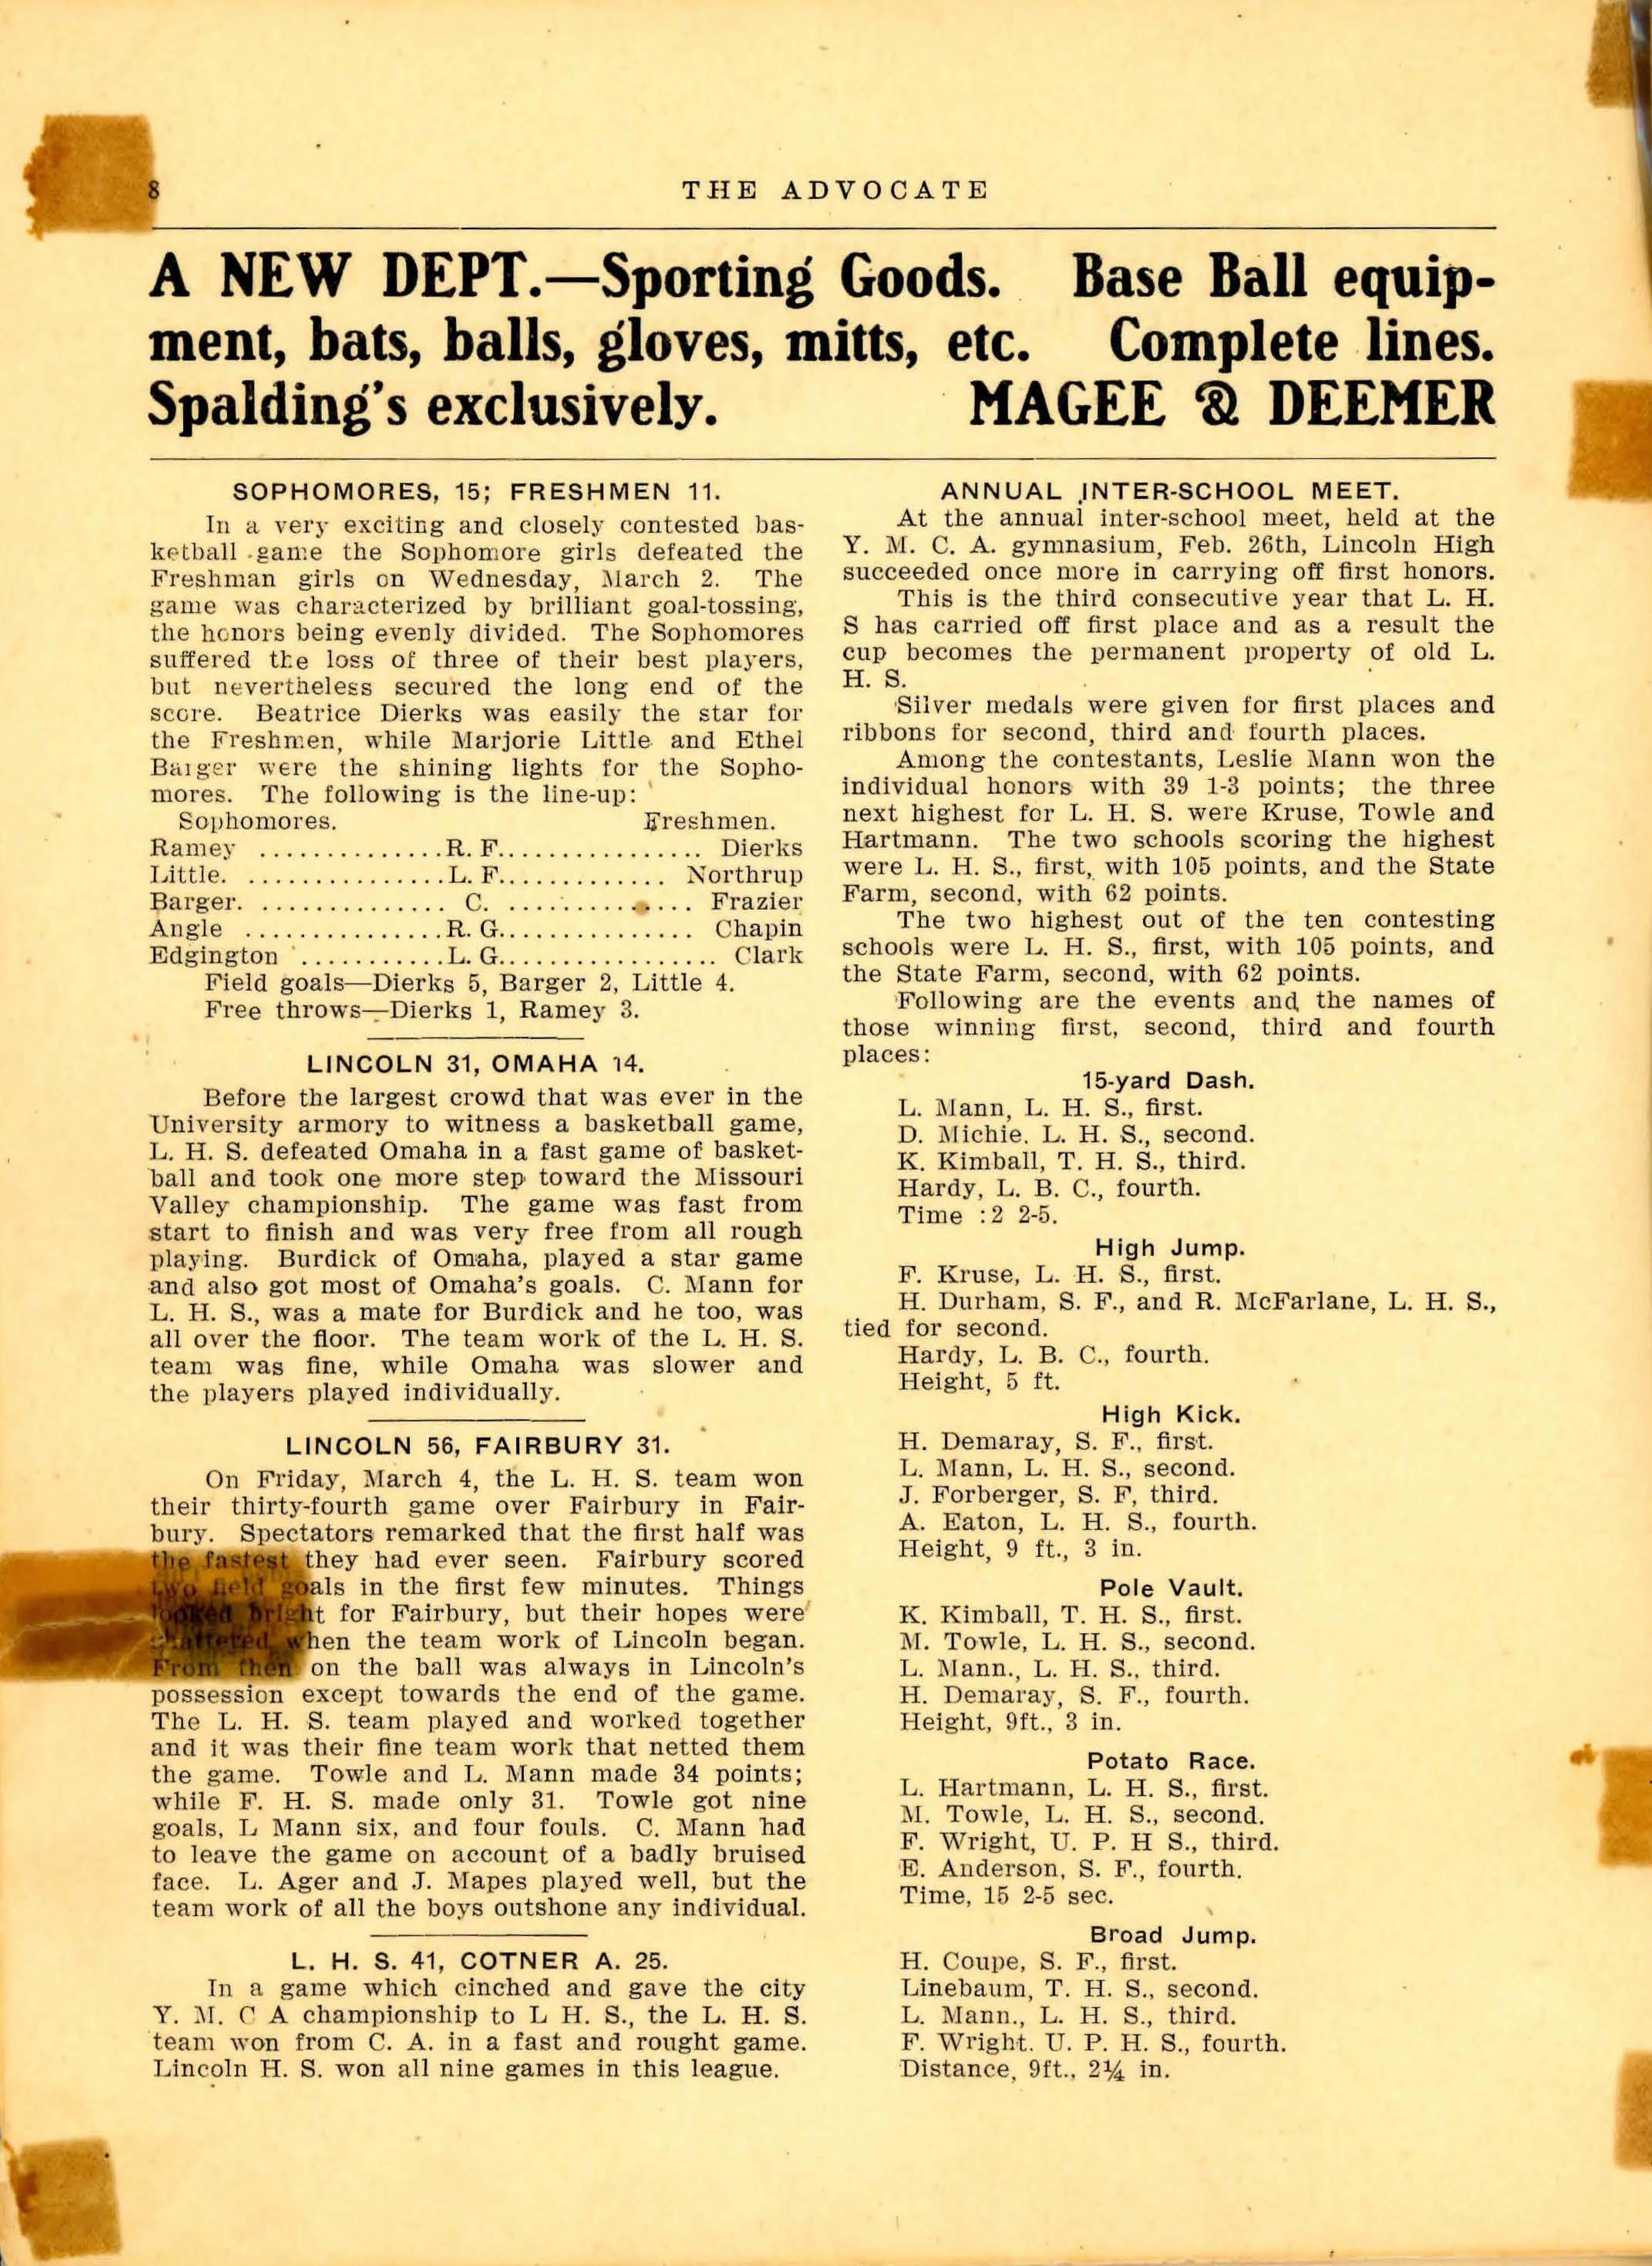 8
THE ADVOCATE
A NEW DEPT.—Sporting Goods. Base Ball equip-
ment, bats, balls, gloves, mitts, etc. Complete lines.
Spalding's exclusively. MAGEE & DEEMER
SOPHOMORES, 15; FRESHMEN 11.
In a very exciting and closely contested bas-
ketball game the Sophomore girls defeated the
Freshman girls on Wednesday, March 2. The
game was characterized by brilliant goal-tossing,
the honors being evenly divided. The Sophomores
suffered the loss of three of their best players,
but nevertheless secured the long end of the
score. Beatrice Dierks was easily the star for
the Freshmen, while Marjorie Little and Ethel
Barger were the shining lights for the Sopho-
mores. The following is the line-up:
Sophomores. Freshmen.
Ramey ..............R. F................. Dierks
Little. ...............L. F............. Northrup
Barger. .............. C. .............. Frazier
Angle ...............R. G............... Chapin
Edgington ...........L. G................. Clark
Field goals—Dierks 5, Barger 2, Little 4.
Free throws—Dierks 1, Ramey 3.
LINCOLN 31, OMAHA 14.
Before the largest crowd that was ever in the
University armory to witness a basketball game,
L. H. S. defeated Omaha in a fast game of basket-
ball and took one more step toward the Missouri
Valley championship. The game was fast from
start to finish and was very free from all rough
playing. Burdick of Omaha, played a star game
and also got most of Omaha's goals. C. Mann for
L. H. S., was a mate for Burdick and he too, was
all over the floor. The team work of the L. H. S.
team was fine, while Omaha was slower and
the players played individually.
LINCOLN 56, FAIRBURY 31.
On Friday, March 4, the L. H. S. team won
their thirty-fourth game over Fairbury in Fair-
bury. Spectators remarked that the first half was
the fastest they had ever seen. Fairbury scored
two field goals in the first few minutes. Things
looked bright for Fairbury, but their hopes were
shattered when the team work of Lincoln began.
From then on the ball was always in Lincoln's
possession except towards the end of the game.
The L. H. S. team played and worked together
and it was their fine team work that netted them
the game. Towle and L. Mann made 34 points;
while F. H. S. made only 31. Towle got nine
goals, L Mann six, and four fouls. C. Mann had
to leave the game on account of a badly bruised
face. L. Ager and J. Mapes played well, but the
team work of all the boys outshone any individual.
L. H. S. 41, COTNER A. 25.
In a game which cinched and gave the city
Y. M. C A championship to L H. S., the L. H. S.
team won from C. A. in a fast and rought game.
Lincoln H. S. won all nine games in this league.
ANNUAL INTER-SCHOOL MEET.
At the annual inter-school meet, held at the
Y. M. C. A. gymnasium, Feb. 26th, Lincoln High
succeeded once more in carrying off first honors.
This is the third consecutive year that L. H.
S has carried off first place and as a result the
cup becomes the permanent property of old L.
H. S.
Silver medals were given for first places and
ribbons for second, third and fourth places.
Among the contestants, Leslie Mann won the
individual honors with 39 1-3 points; the three
next highest for L. H. S. were Kruse, Towle and
Hartmann. The two schools scoring the highest
were L. H. S., first, with 105 points, and the State
Farm, second, with 62 points.
The two highest out of the ten contesting
schools were L. H. S., first, with 105 points, and
the State Farm, second, with 62 points.
Following are the events and the names of
those winning first, second, third and fourth
places:
15-yard Dash.
L. Mann, L. H. S., first.
D. Michie. L. H. S., second.
K. Kimball, T. H. S., third.
Hardy, L. B. C., fourth.
Time :2 2-5.
High Jump.
F. Kruse, L. H. S., first.
H. Durham, S. F., and R. McFarlane, L. H. S.,
tied for second.
Hardy, L. B. C., fourth.
Height, 5 ft.
High Kick.
H. Demaray, S. F., first.
L. Mann, L. H. S., second.
J. Forberger, S. F, third.
A. Eaton, L. H. S., fourth.
Height, 9 ft., 3 in.
Pole Vault.
K. Kimball, T. H. S., first.
M. Towle, L. H. S., second.
L. Mann., L. H. S., third.
H. Demaray, S. F., fourth.
Height, 9ft., 3 in.
Potato Race.
L. Hartmann, L. H. S., first.
M. Towle, L. H. S., second.
F. Wright, U. P. H S., third.
E. Anderson, S. F., fourth.
Time, 15 2-5 sec.
Broad Jump.
H. Coupe, S. F., first.
Linebaum, T. H. S., second.
L. Mann., L. H. S., third.
F. Wright. U. P. H. S., fourth.
Distance, 9ft., 2¼ in.